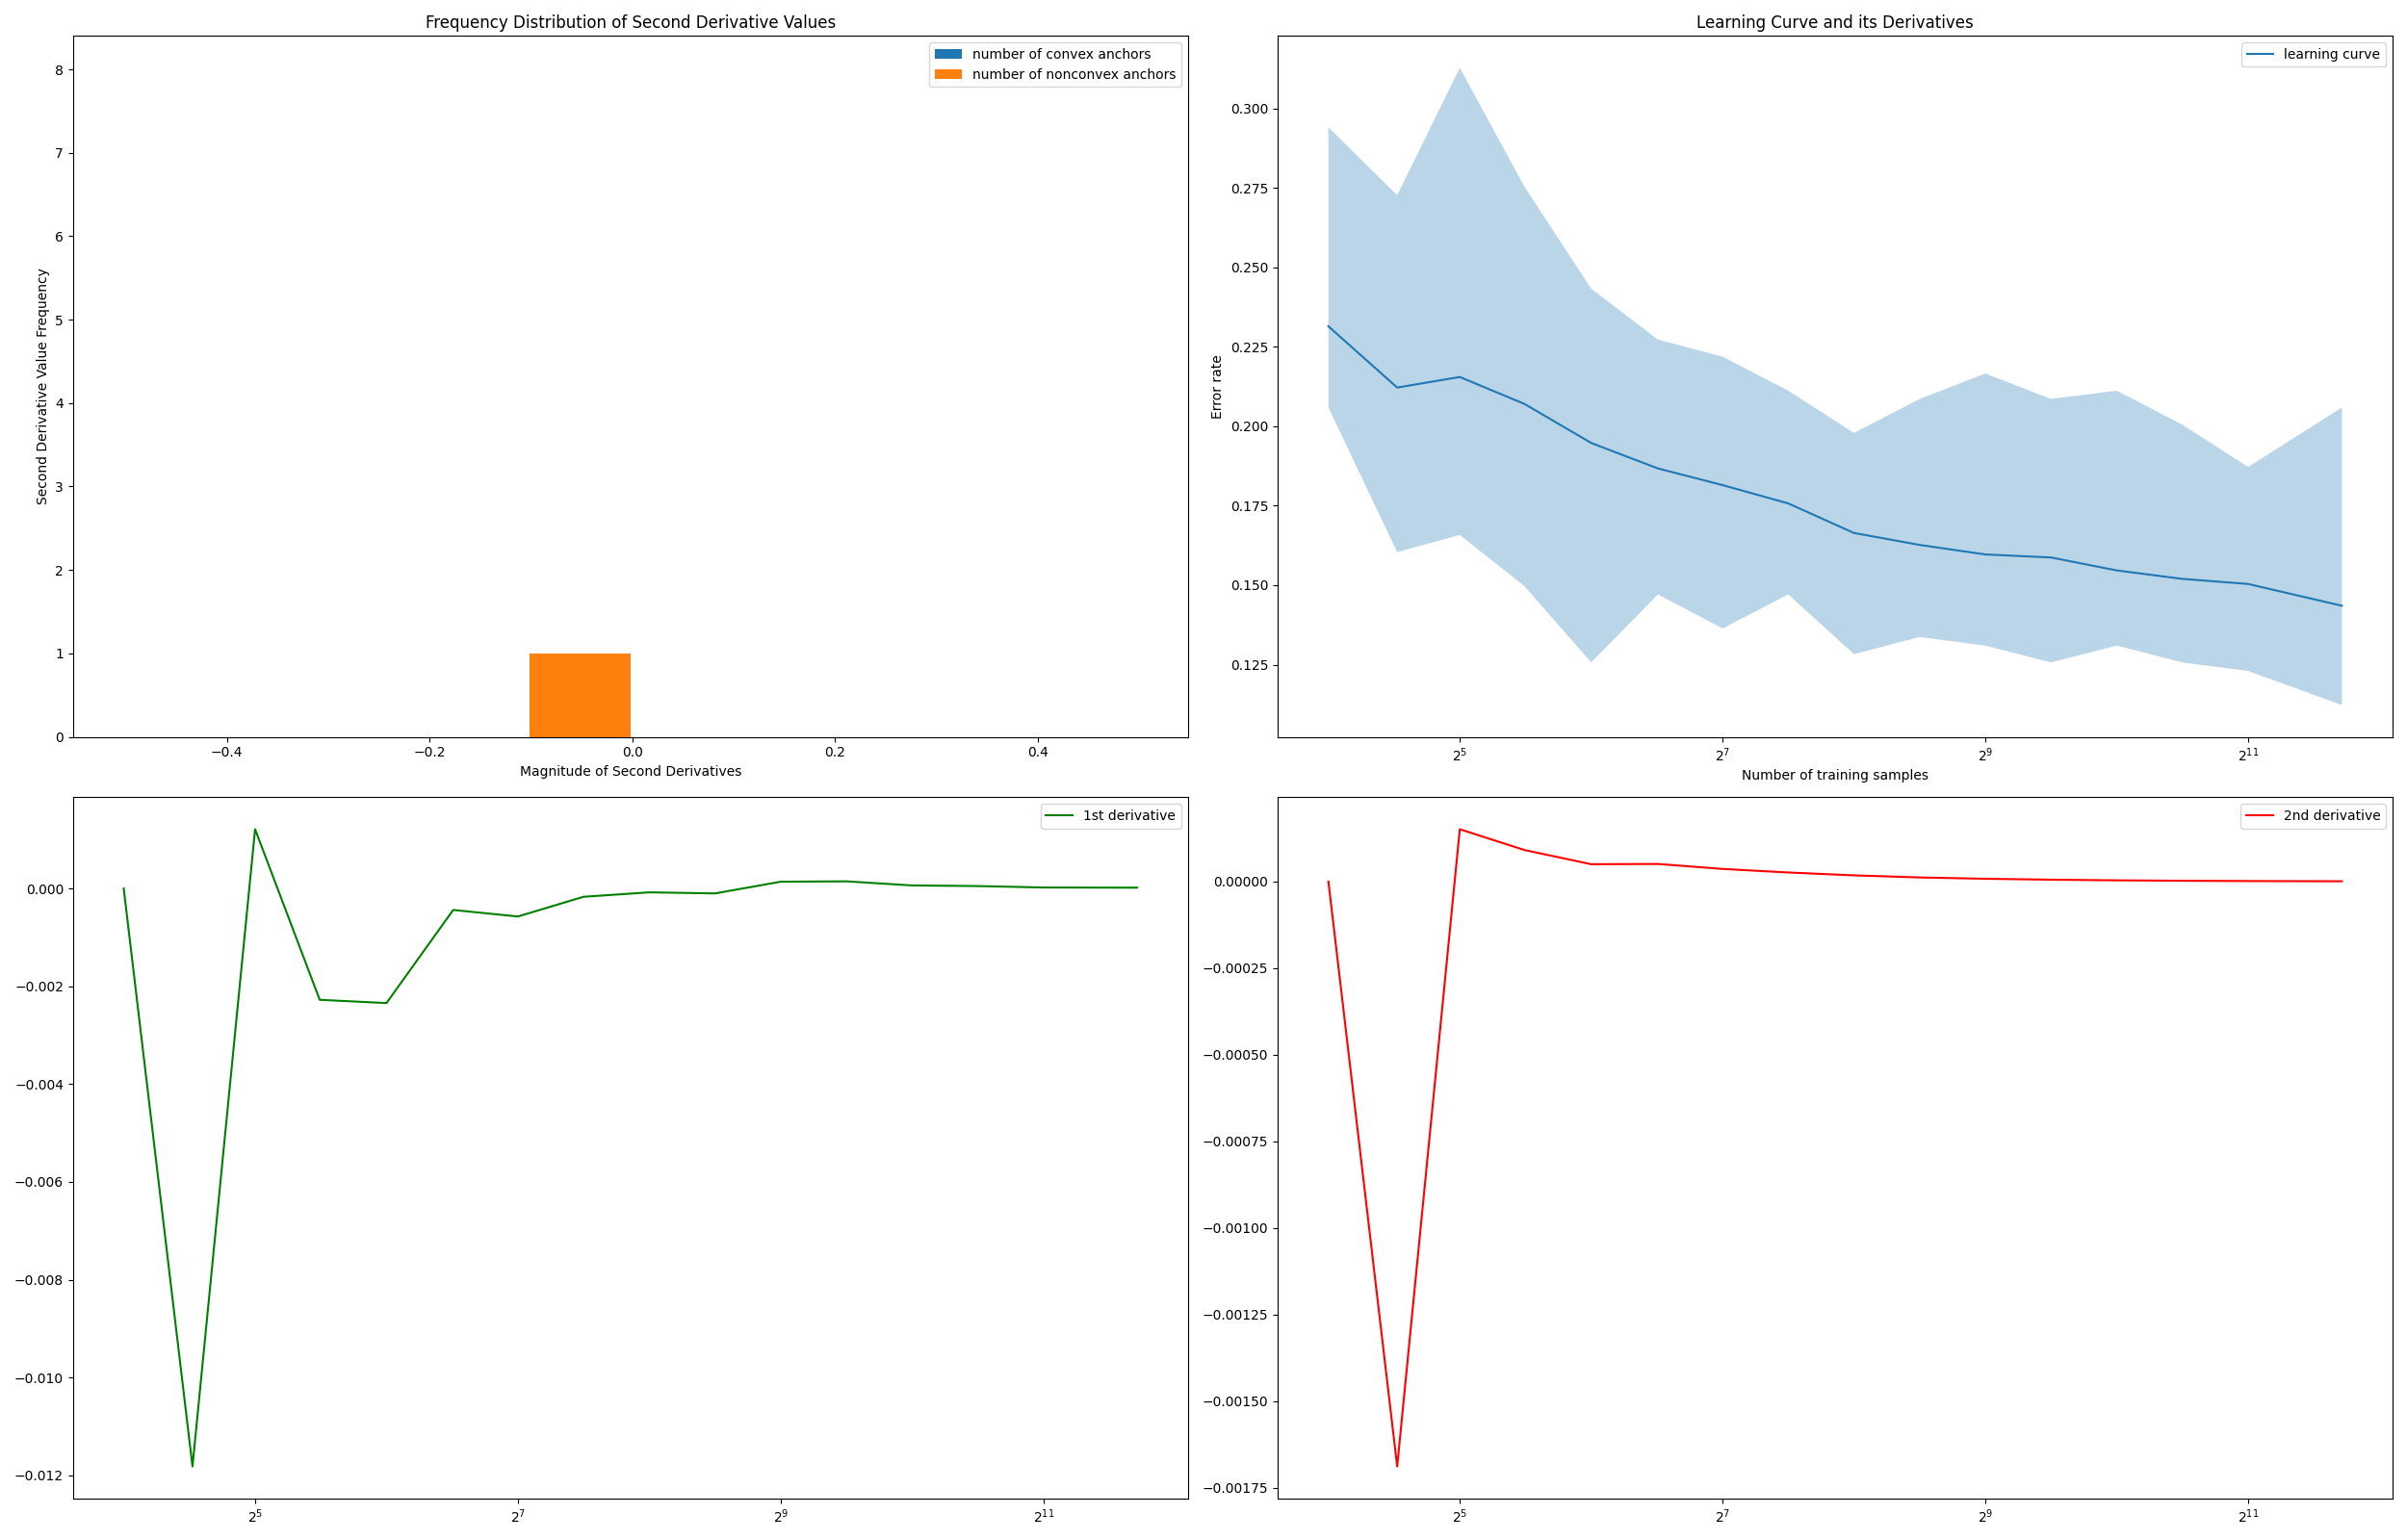 Frequency Distribution of Second Derivative Values
number of convex anchors
number of nonconvex anchors
8
7
6
5
4
3
2
1
0
Second Derivative Value Frequency
−0.4 −0.2 0.0 0.2 0.4
Magnitude of Second Derivatives
Learning Curve and its Derivatives
learning curve
0.300
0.275
0.250
0.225
0.200
0.175
0.150
0.125
Error rate
2⁵ 2⁷ 2⁹ 2¹¹
Number of training samples
1st derivative
0.000
−0.002
−0.004
−0.006
−0.008
−0.010
−0.012
2⁵ 2⁷ 2⁹ 2¹¹
2nd derivative
0.00000
−0.00025
−0.00050
−0.00075
−0.00100
−0.00125
−0.00150
−0.00175
2⁵ 2⁷ 2⁹ 2¹¹